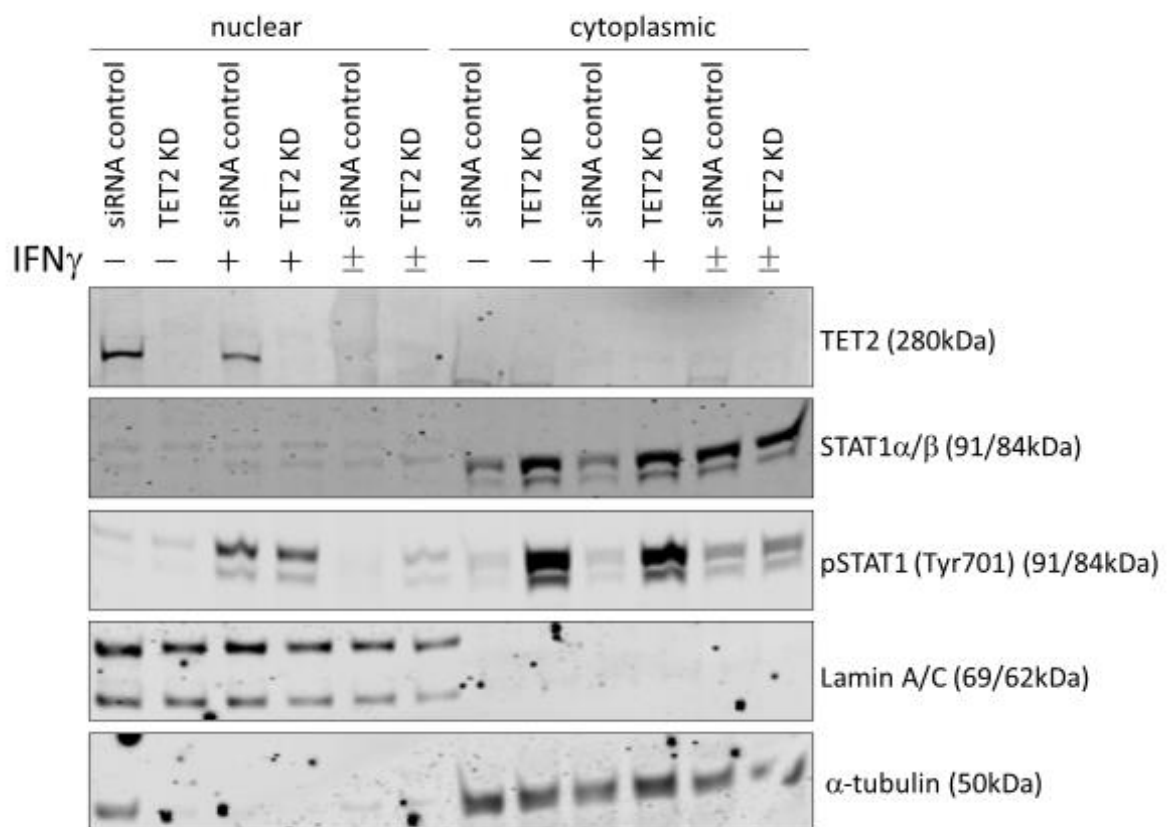 nuclear cytoplasmic
siRNA control TET2 KD siRNA control TET2 KD siRNA control TET2 KD siRNA control TET2 KD siRNA control TET2 KD siRNA control TET2 KD
IFNγ − − + + ± ± − − + + ± ±
TET2 (280kDa)
STAT1α/β (91/84kDa)
pSTAT1 (Tyr701) (91/84kDa)
Lamin A/C (69/62kDa)
α-tubulin (50kDa)